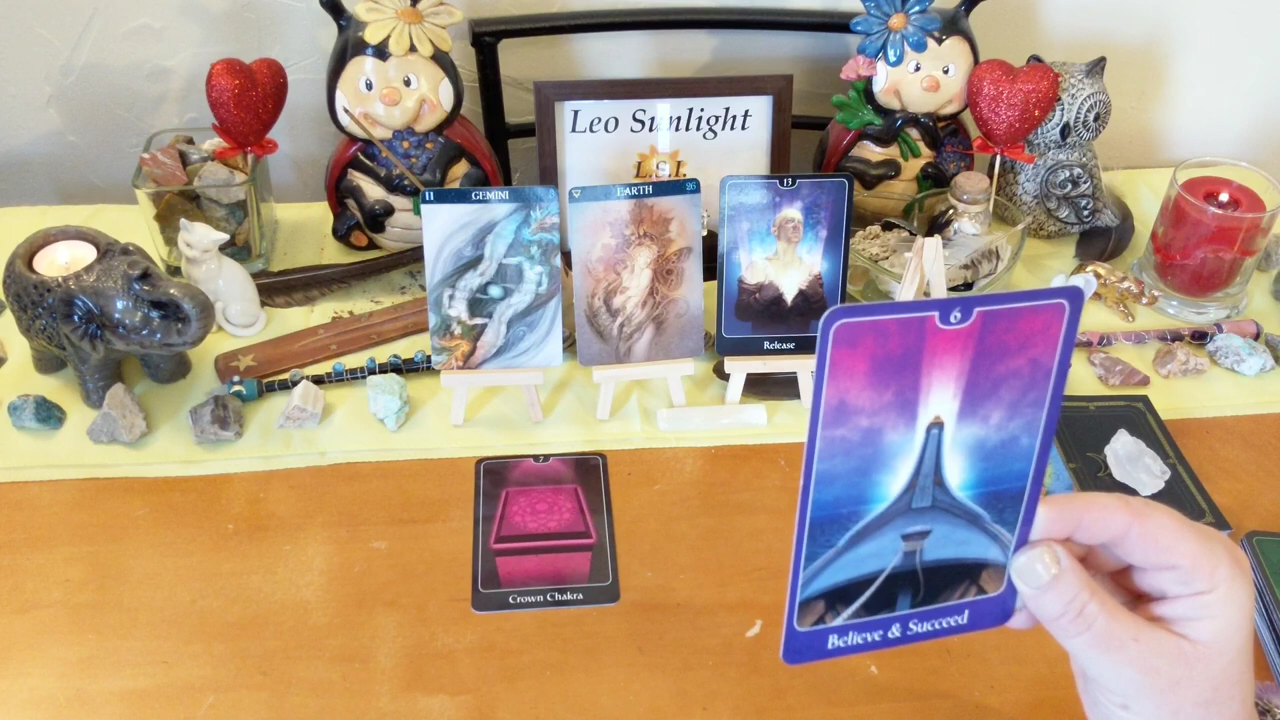 Leo Sunlight
L.S.I.
11 GEMINI
EARTH 26
13
Release
6
Believe & Succeed
7
Crown Chakra